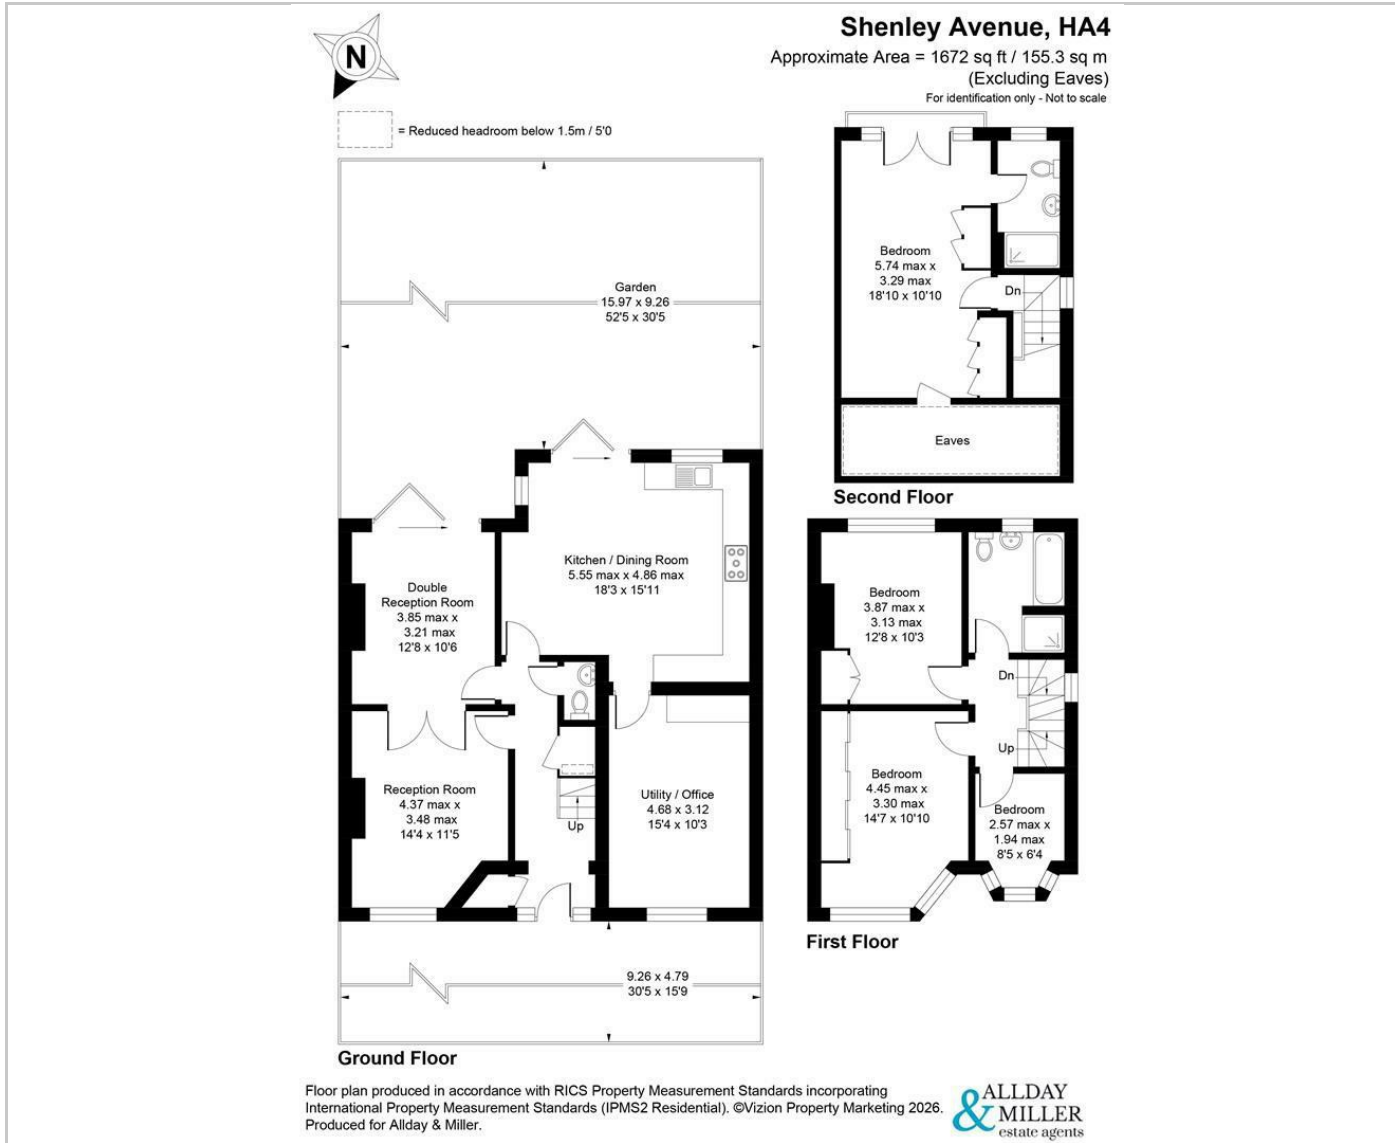 Shenley Avenue, HA4
Approximate Area = 1672 sq ft / 155.3 sq m
(Excluding Eaves)
For identification only - Not to scale
N
= Reduced headroom below 1.5m / 5'0
Garden
15.97 x 9.26
52'5 x 30'5
Kitchen / Dining Room
5.55 max x 4.86 max
18'3 x 15'11
Double
Reception Room
3.85 max x
3.21 max
12'8 x 10'6
Reception Room
4.37 max x
3.48 max
14'4 x 11'5
Up
Utility / Office
4.68 x 3.12
15'4 x 10'3
9.26 x 4.79
30'5 x 15'9
Ground Floor
Bedroom
5.74 max x
3.29 max
18'10 x 10'10
Dn
Eaves
Second Floor
Bedroom
3.87 max x
3.13 max
12'8 x 10'3
Dn
Up
Bedroom
4.45 max x
3.30 max
14'7 x 10'10
Bedroom
2.57 max x
1.94 max
8'5 x 6'4
First Floor
Floor plan produced in accordance with RICS Property Measurement Standards incorporating
International Property Measurement Standards (IPMS2 Residential). ©Vizion Property Marketing 2026.
Produced for Allday & Miller.
ALLDAY
& MILLER
estate agents